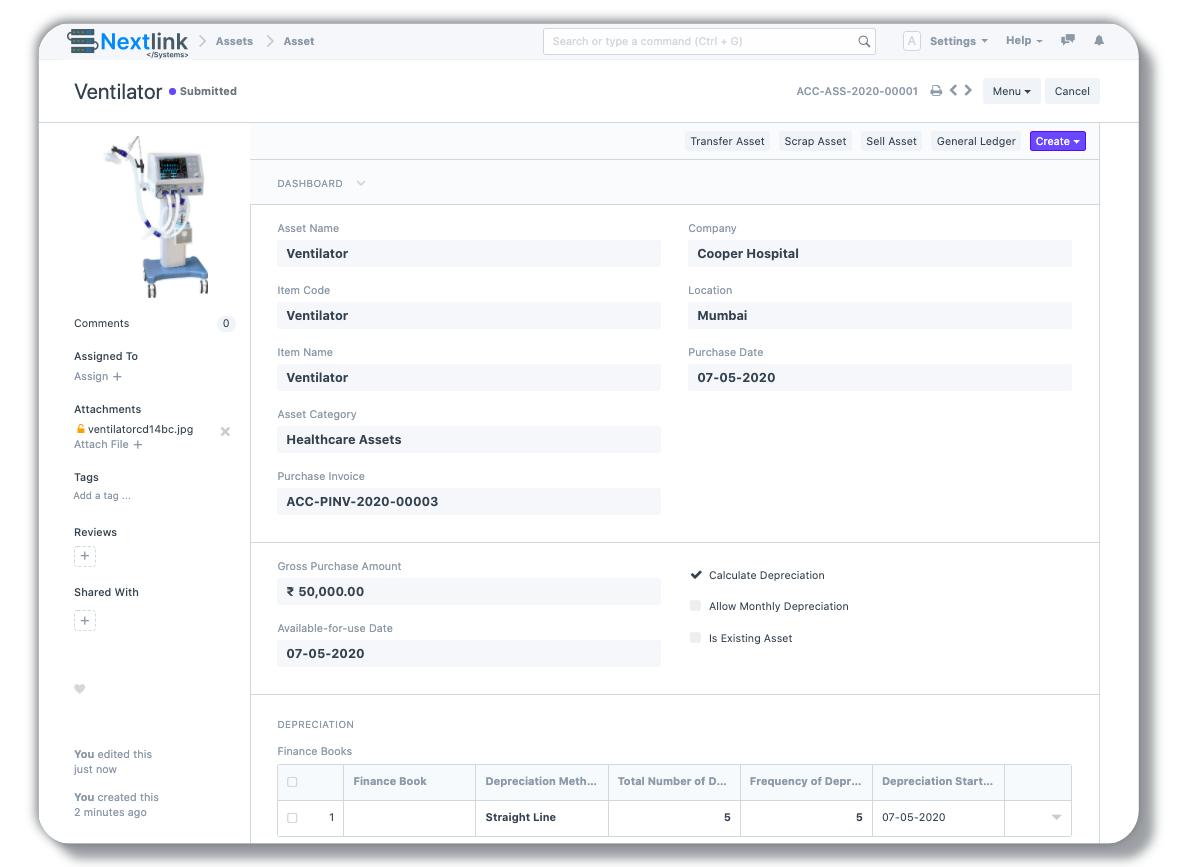 Nextlink
</Systems>
Assets
Asset
Search or type a command (Ctrl + G)
A
Settings
Help
Ventilator
Submitted
ACC-ASS-2020-00001
Menu
Cancel
Transfer Asset
Scrap Asset
Sell Asset
General Ledger
Create
Comments
0
Assigned To
Assign +
Attachments
ventilatorcd14bc.jpg
Attach File +
Tags
Add a tag ...
Reviews
+
Shared With
+
You edited this
just now
You created this
2 minutes ago
DASHBOARD
Asset Name
Ventilator
Item Code
Ventilator
Item Name
Ventilator
Asset Category
Healthcare Assets
Purchase Invoice
ACC-PINV-2020-00003
Company
Cooper Hospital
Location
Mumbai
Purchase Date
07-05-2020
Gross Purchase Amount
₹ 50,000.00
Available-for-use Date
07-05-2020
Calculate Depreciation
Allow Monthly Depreciation
Is Existing Asset
DEPRECIATION
Finance Books
Finance Book Depreciation Meth... Total Number of D... Frequency of Depr... Depreciation Start...
1 Straight Line 5 5 07-05-2020